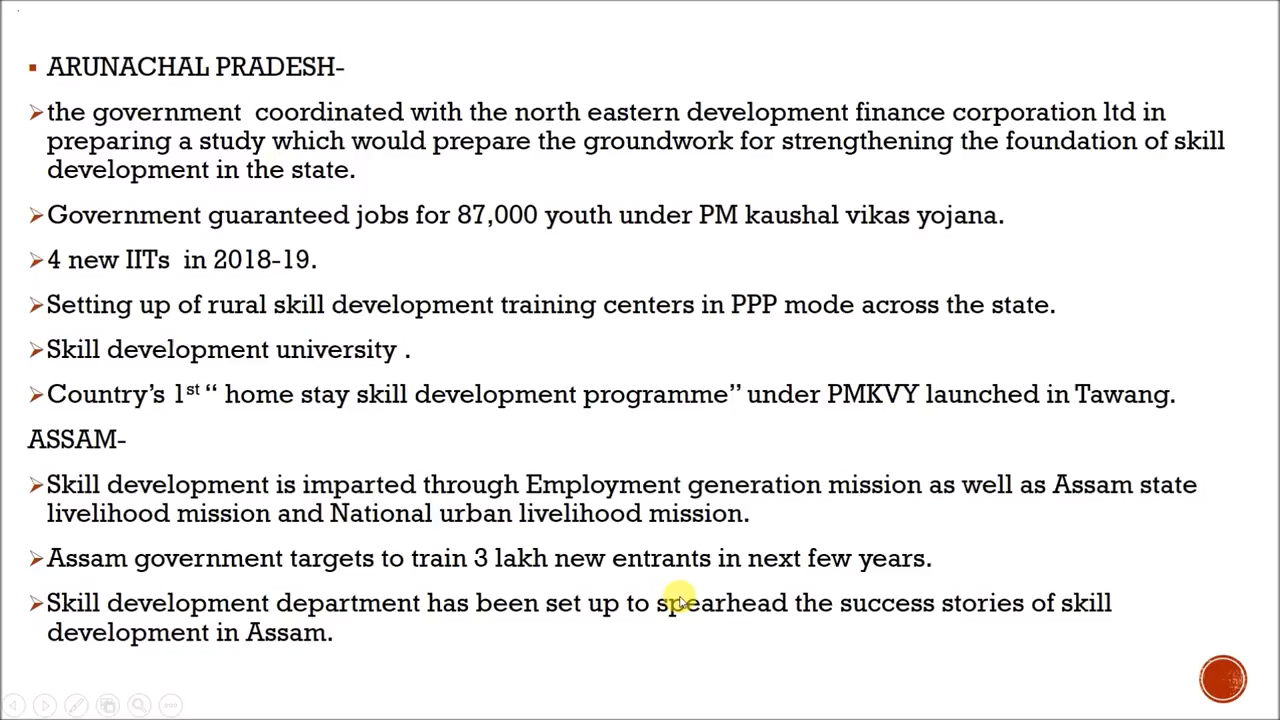 ARUNACHAL PRADESH-
the government coordinated with the north eastern development finance corporation ltd in
preparing a study which would prepare the groundwork for strengthening the foundation of skill
development in the state.
Government guaranteed jobs for 87,000 youth under PM kaushal vikas yojana.
4 new IITs in 2018-19.
Setting up of rural skill development training centers in PPP mode across the state.
Skill development university .
Country’s 1st “ home stay skill development programme” under PMKVY launched in Tawang.
ASSAM-
Skill development is imparted through Employment generation mission as well as Assam state
livelihood mission and National urban livelihood mission.
Assam government targets to train 3 lakh new entrants in next few years.
Skill development department has been set up to spearhead the success stories of skill
development in Assam.